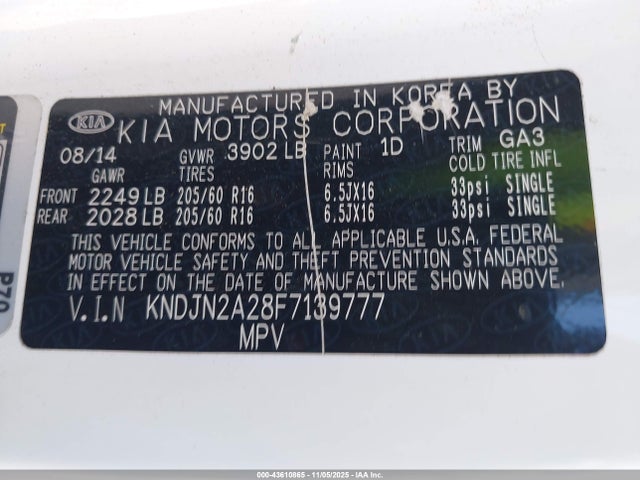 MANUFACTURED IN KOREA BY
KIA KIA MOTORS CORPORATION
08/14 GVWR 3902 LB PAINT 1D TRIM GA3
GAWR TIRES RIMS COLD TIRE INFL
FRONT 2249 LB 205/60 R16 6.5JX16 33psi SINGLE
REAR 2028 LB 205/60 R16 6.5JX16 33psi SINGLE
THIS VEHICLE CONFORMS TO ALL APPLICABLE U.S.A. FEDERAL
MOTOR VEHICLE SAFETY AND THEFT PREVENTION STANDARDS
IN EFFECT ON THE DATE OF MANUFACTURE SHOWN ABOVE.
V.I.N KNDJN2A28F7139777
MPV
P70
000-43610865 - 11/05/2025 - IAA Inc.